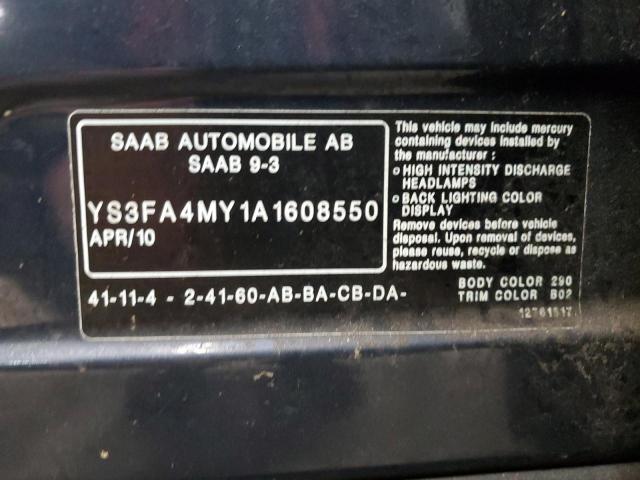 SAAB AUTOMOBILE AB
SAAB 9-3
YS3FA4MY1A1608550
APR/10
41-11-4 - 2-41-60-AB-BA-CB-DA-
This vehicle may include mercury
containing devices installed by
the manufacturer :
o HIGH INTENSITY DISCHARGE
HEADLAMPS
o BACK LIGHTING COLOR
DISPLAY
Remove devices before vehicle
disposal. Upon removal of devices,
please reuse, recycle or dispose as
hazardous waste.
BODY COLOR 290
TRIM COLOR B02